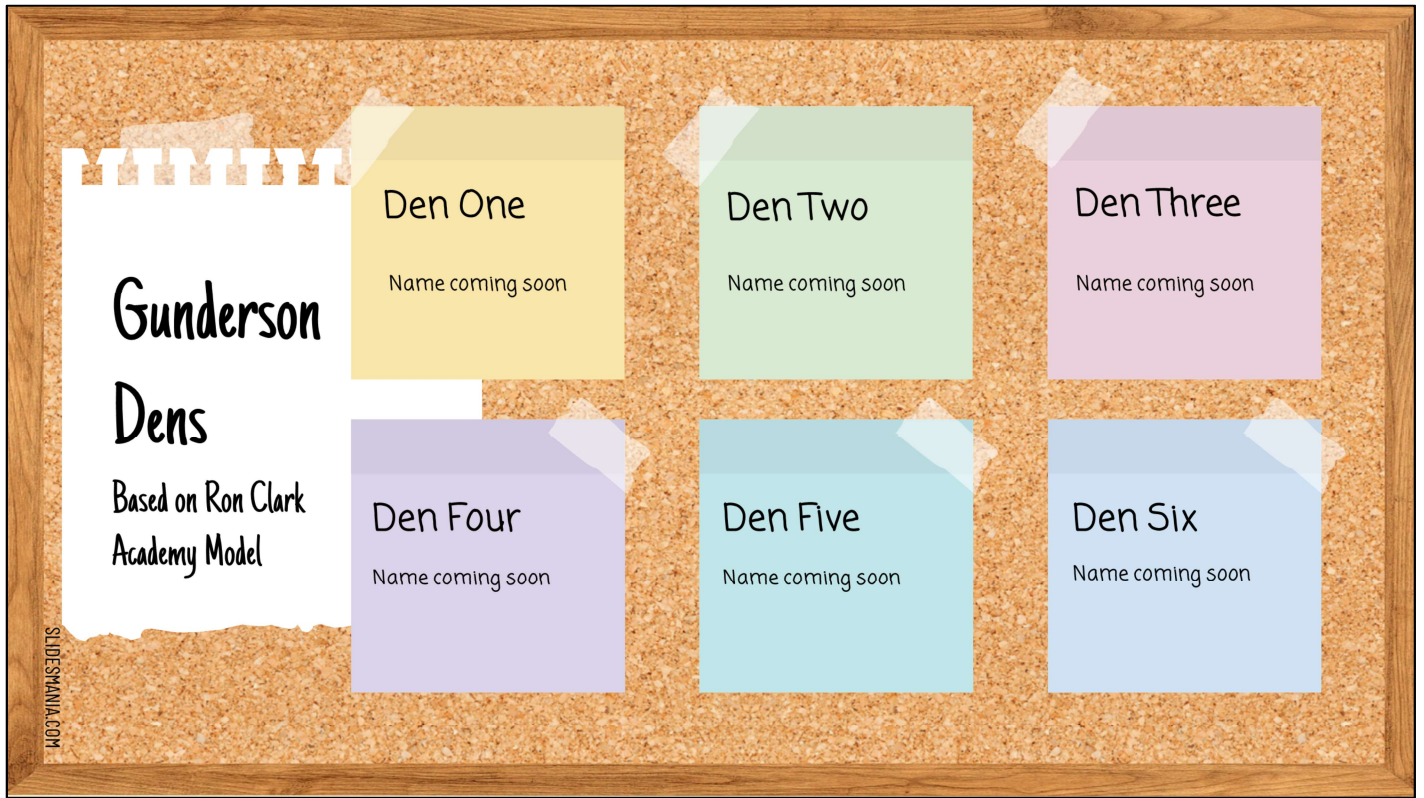 Gunderson
Dens
Based on Ron Clark
Academy Model
Den One
Name coming soon
Den Two
Name coming soon
Den Three
Name coming soon
Den Four
Name coming soon
Den Five
Name coming soon
Den Six
Name coming soon
SLIDESMANIA.COM